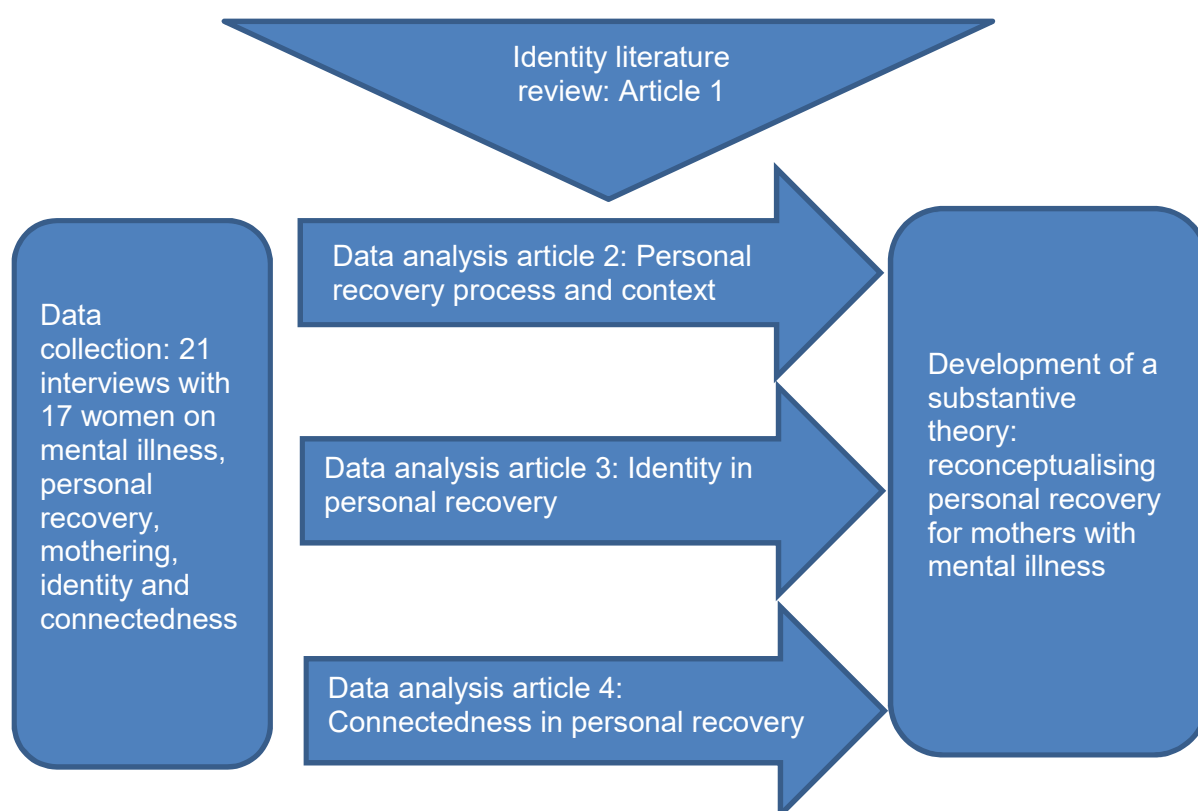 Identity literature
review: Article 1
Data analysis article 2: Personal
recovery process and context
Data
collection: 21
interviews with
17 women on
mental illness,
personal
recovery,
mothering,
identity and
connectedness
Data analysis article 3: Identity in
personal recovery
Data analysis article 4:
Connectedness in personal recovery
Development of a
substantive
theory:
reconceptualising
personal recovery
for mothers with
mental illness